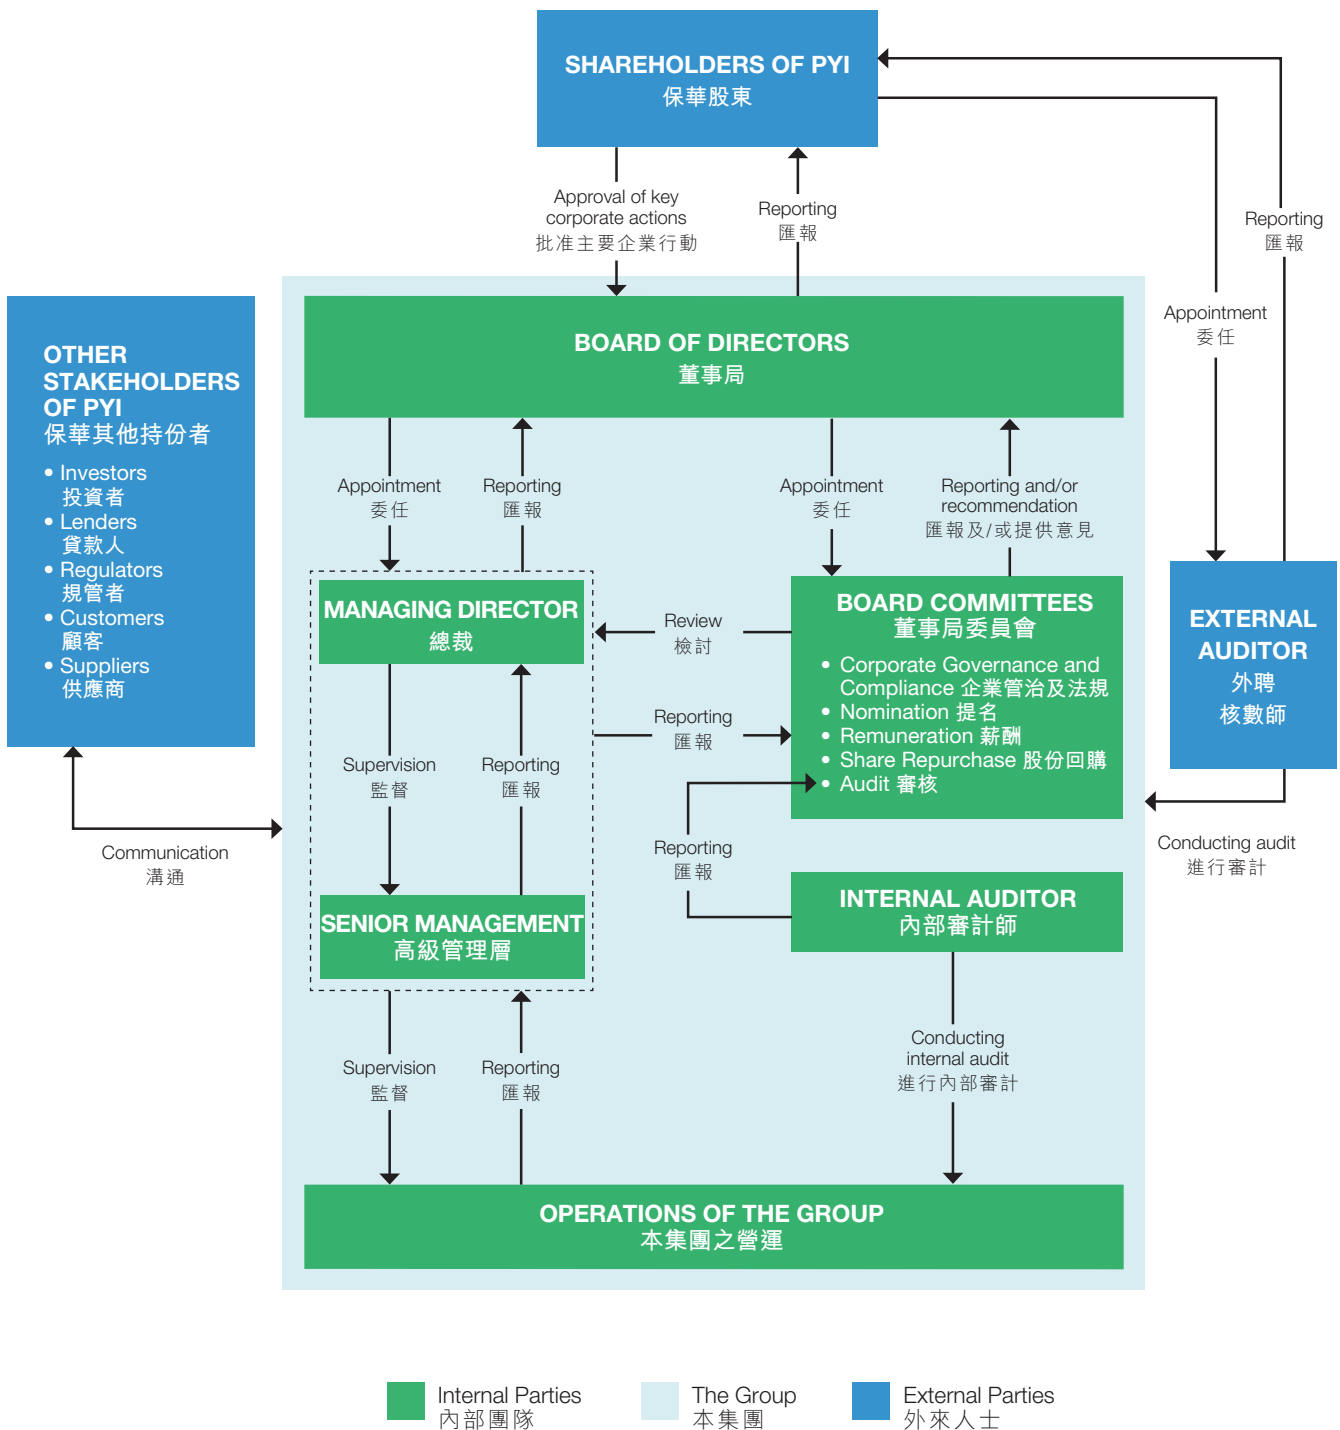 SHAREHOLDERS OF PYI
保華股東
Approval of key
corporate actions
批准主要企業行動
Reporting
匯報
Reporting
匯報
Appointment
委任
OTHER
STAKEHOLDERS
OF PYI
保華其他持份者
• Investors
投資者
• Lenders
貸款人
• Regulators
規管者
• Customers
顧客
• Suppliers
供應商
Communication
溝通
BOARD OF DIRECTORS
董事局
Appointment
委任
Reporting
匯報
Appointment
委任
Reporting and/or
recommendation
匯報及/或提供意見
MANAGING DIRECTOR
總裁
Review
檢討
Reporting
匯報
BOARD COMMITTEES
董事局委員會
• Corporate Governance and
Compliance 企業管治及法規
• Nomination 提名
• Remuneration 薪酬
• Share Repurchase 股份回購
• Audit 審核
EXTERNAL
AUDITOR
外聘
核數師
Conducting audit
進行審計
Supervision
監督
Reporting
匯報
Reporting
匯報
SENIOR MANAGEMENT
高級管理層
INTERNAL AUDITOR
內部審計師
Supervision
監督
Reporting
匯報
Conducting
internal audit
進行內部審計
OPERATIONS OF THE GROUP
本集團之營運
Internal Parties
內部團隊
The Group
本集團
External Parties
外來人士